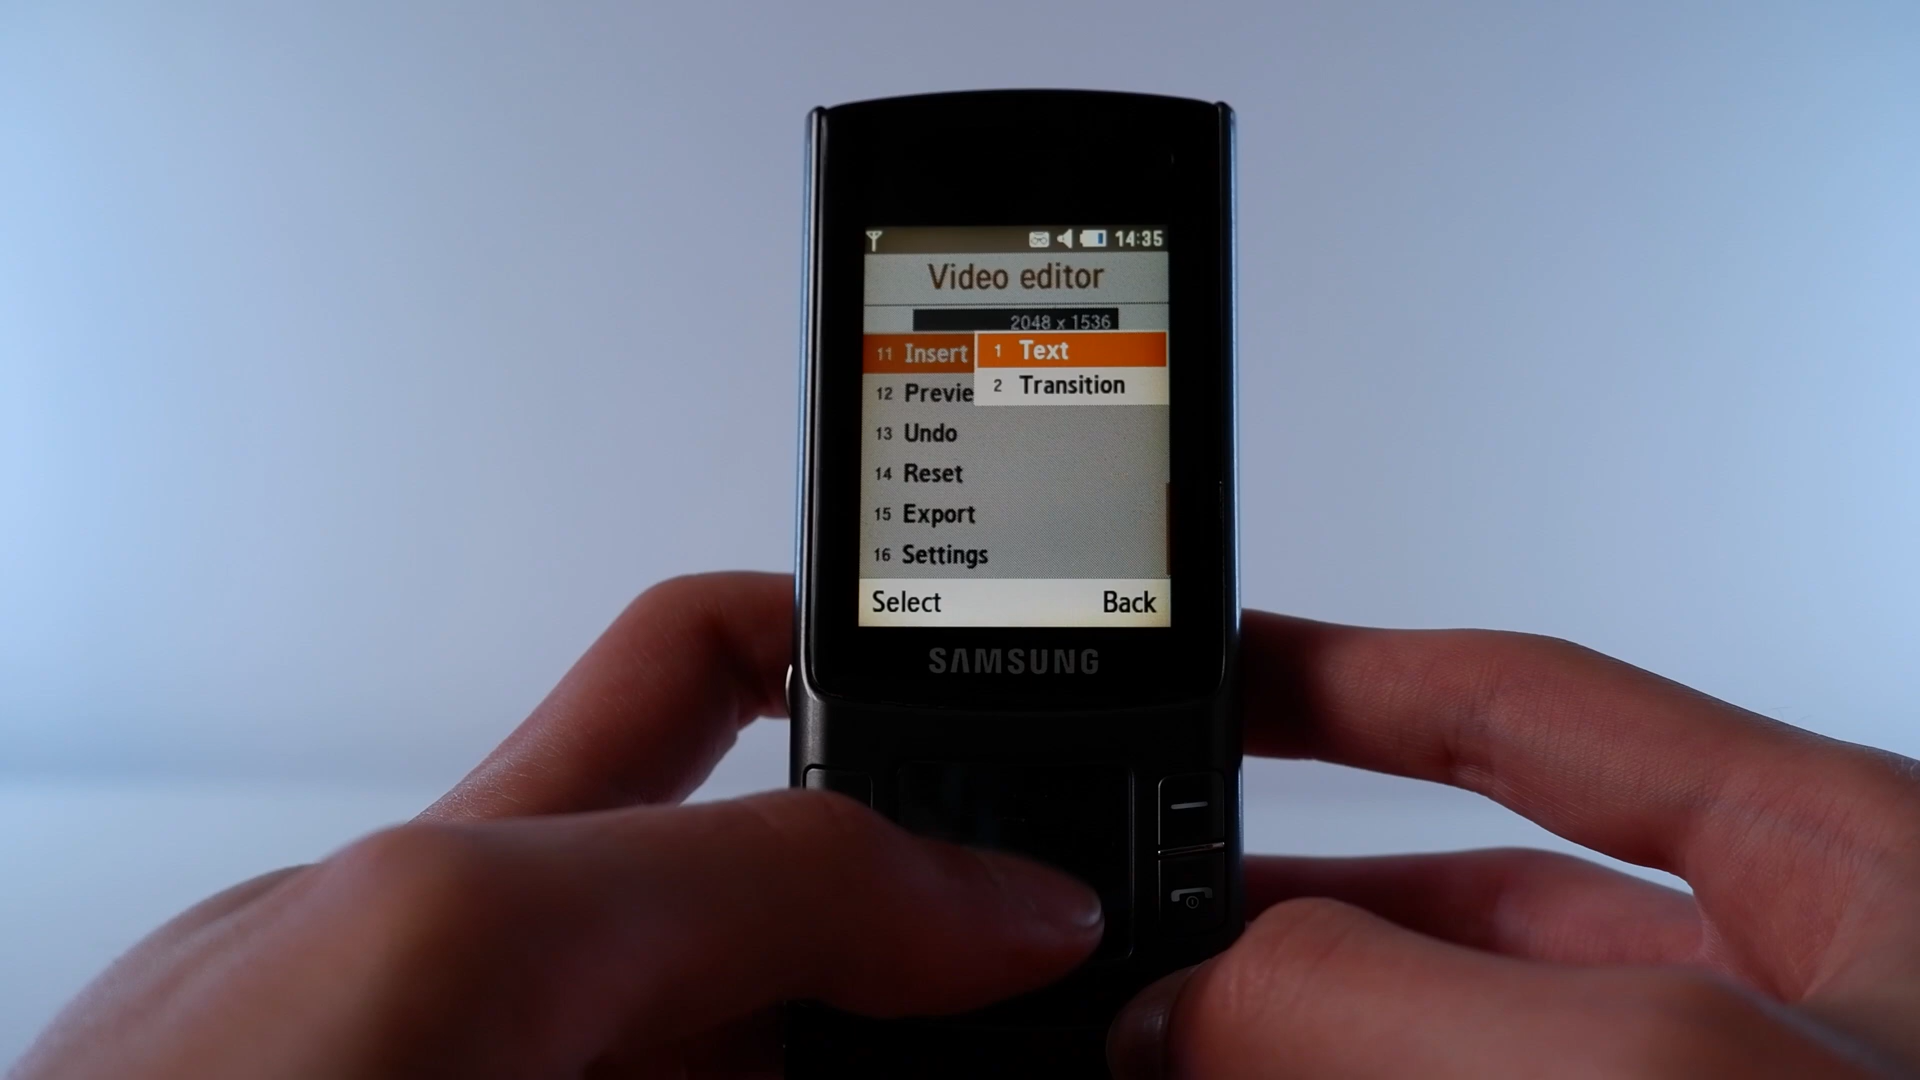 14:35
Video editor
2048 x 1536
11 Insert
1 Text
2 Transition
12 Previe
13 Undo
14 Reset
15 Export
16 Settings
Select Back
SAMSUNG